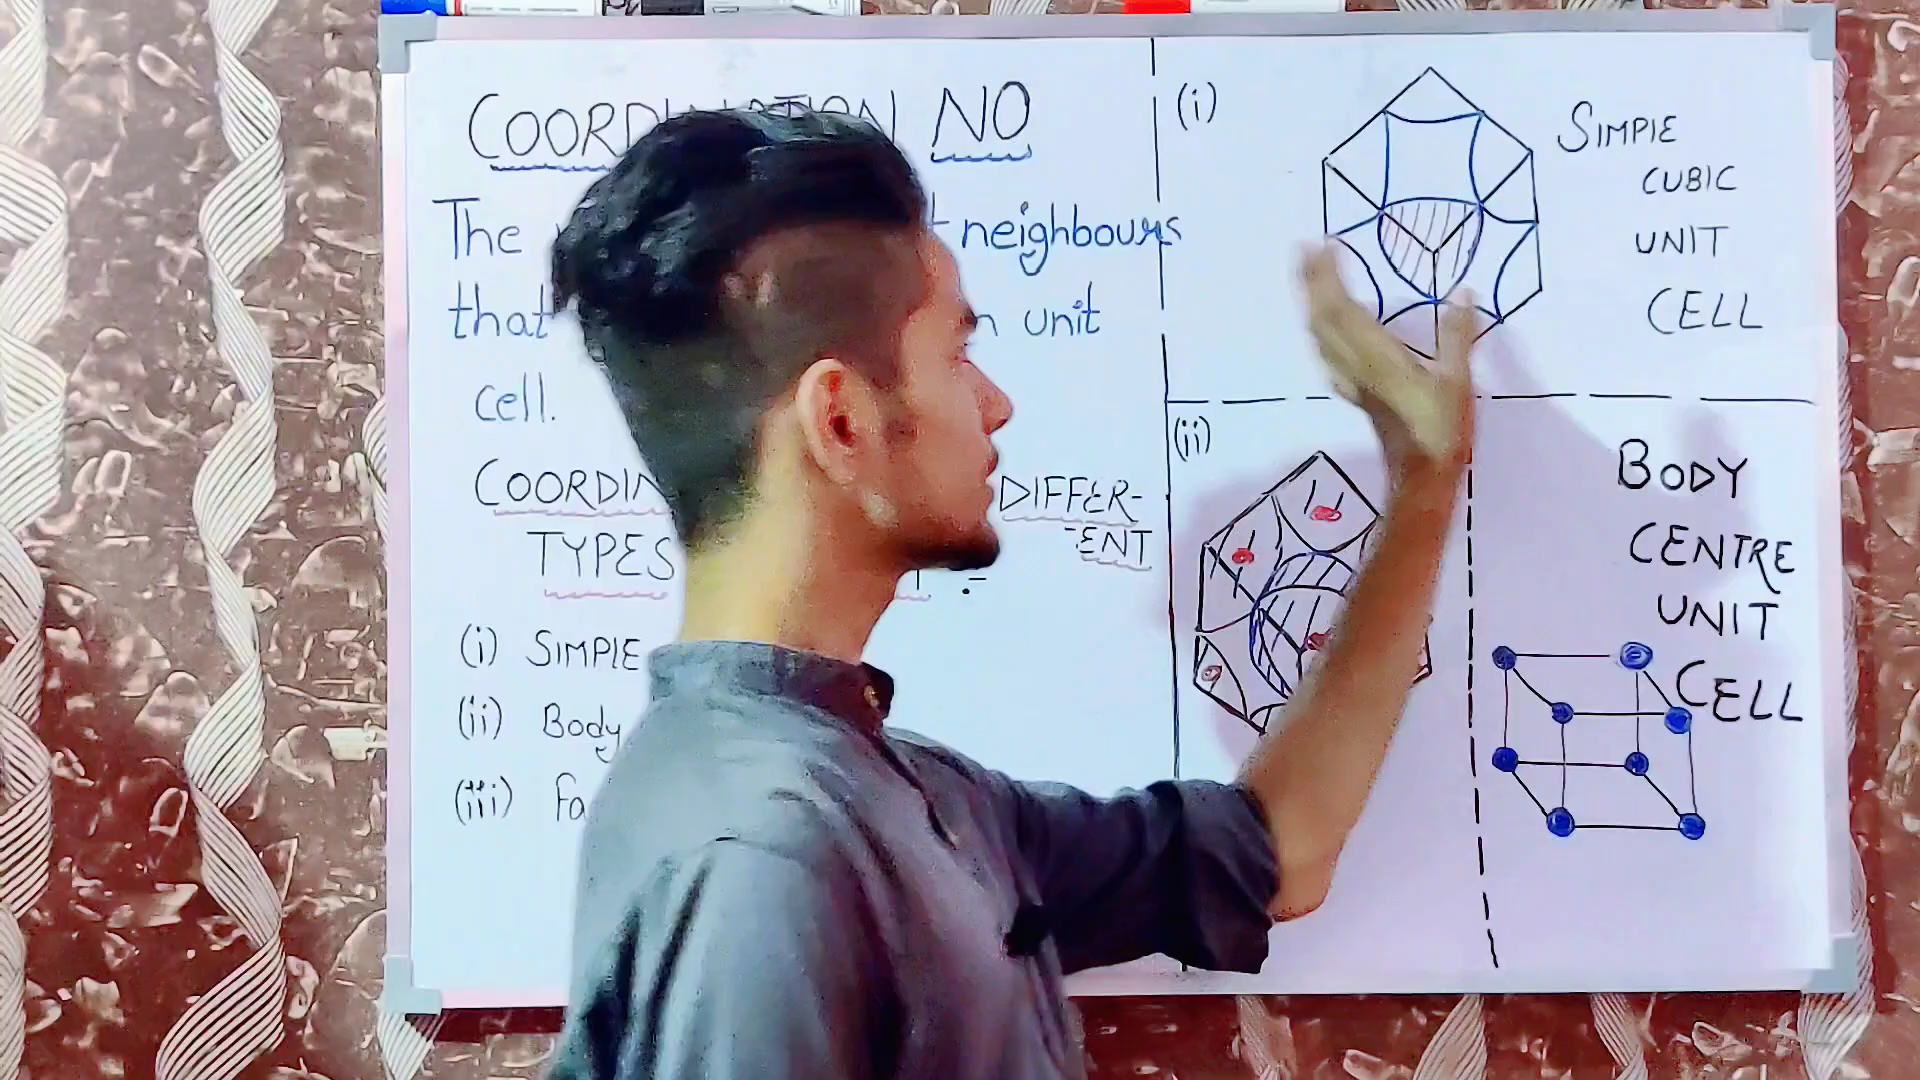 COORDINATION NO
The neighbours
that unit
cell.
COORDIN DIFFER-
TYPES -ENT
(i) SIMPLE
(ii) Body
(iii) Fa
(i)
SIMPLE
CUBIC
UNIT
CELL
(ii)
BODY
CENTRE
UNIT
CELL